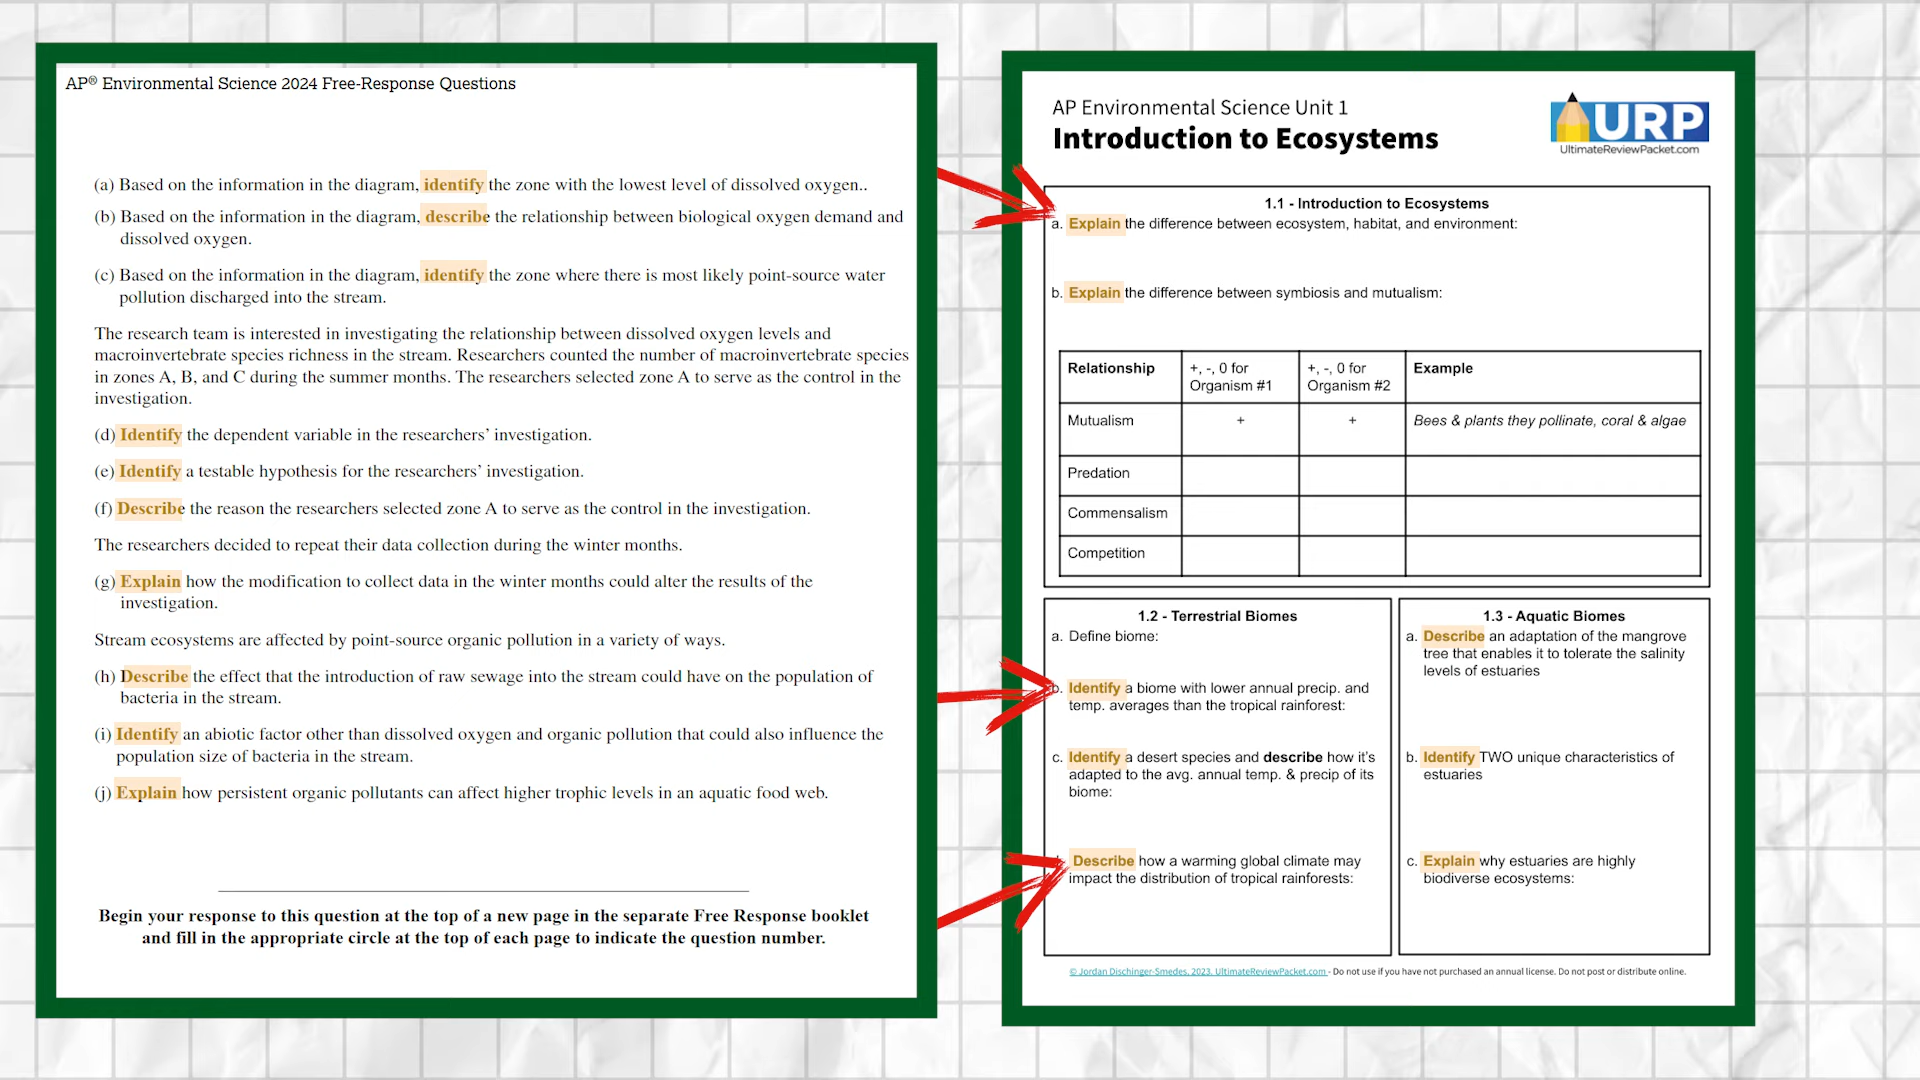 AP® Environmental Science 2024 Free-Response Questions
(a) Based on the information in the diagram, identify the zone with the lowest level of dissolved oxygen..
(b) Based on the information in the diagram, describe the relationship between biological oxygen demand and
dissolved oxygen.
(c) Based on the information in the diagram, identify the zone where there is most likely point-source water
pollution discharged into the stream.
The research team is interested in investigating the relationship between dissolved oxygen levels and
macroinvertebrate species richness in the stream. Researchers counted the number of macroinvertebrate species
in zones A, B, and C during the summer months. The researchers selected zone A to serve as the control in the
investigation.
(d) Identify the dependent variable in the researchers' investigation.
(e) Identify a testable hypothesis for the researchers' investigation.
(f) Describe the reason the researchers selected zone A to serve as the control in the investigation.
The researchers decided to repeat their data collection during the winter months.
(g) Explain how the modification to collect data in the winter months could alter the results of the
investigation.
Stream ecosystems are affected by point-source organic pollution in a variety of ways.
(h) Describe the effect that the introduction of raw sewage into the stream could have on the population of
bacteria in the stream.
(i) Identify an abiotic factor other than dissolved oxygen and organic pollution that could also influence the
population size of bacteria in the stream.
(j) Explain how persistent organic pollutants can affect higher trophic levels in an aquatic food web.
Begin your response to this question at the top of a new page in the separate Free Response booklet
and fill in the appropriate circle at the top of each page to indicate the question number.
AP Environmental Science Unit 1
Introduction to Ecosystems
URP
UltimateReviewPacket.com
1.1 - Introduction to Ecosystems
a. Explain the difference between ecosystem, habitat, and environment:
b. Explain the difference between symbiosis and mutualism:
Relationship +, -, 0 for Organism #1 +, -, 0 for Organism #2 Example
Mutualism + + Bees & plants they pollinate, coral & algae
Predation
Commensalism
Competition
1.2 - Terrestrial Biomes
a. Define biome:
b. Identify a biome with lower annual precip. and
temp. averages than the tropical rainforest:
c. Identify a desert species and describe how it's
adapted to the avg. annual temp. & precip of its
biome:
Describe how a warming global climate may
impact the distribution of tropical rainforests:
1.3 - Aquatic Biomes
a. Describe an adaptation of the mangrove
tree that enables it to tolerate the salinity
levels of estuaries
b. Identify TWO unique characteristics of
estuaries
c. Explain why estuaries are highly
biodiverse ecosystems:
© Jordan Dischinger-Smedes, 2023, UltimateReviewPacket.com - Do not use if you have not purchased an annual license. Do not post or distribute online.